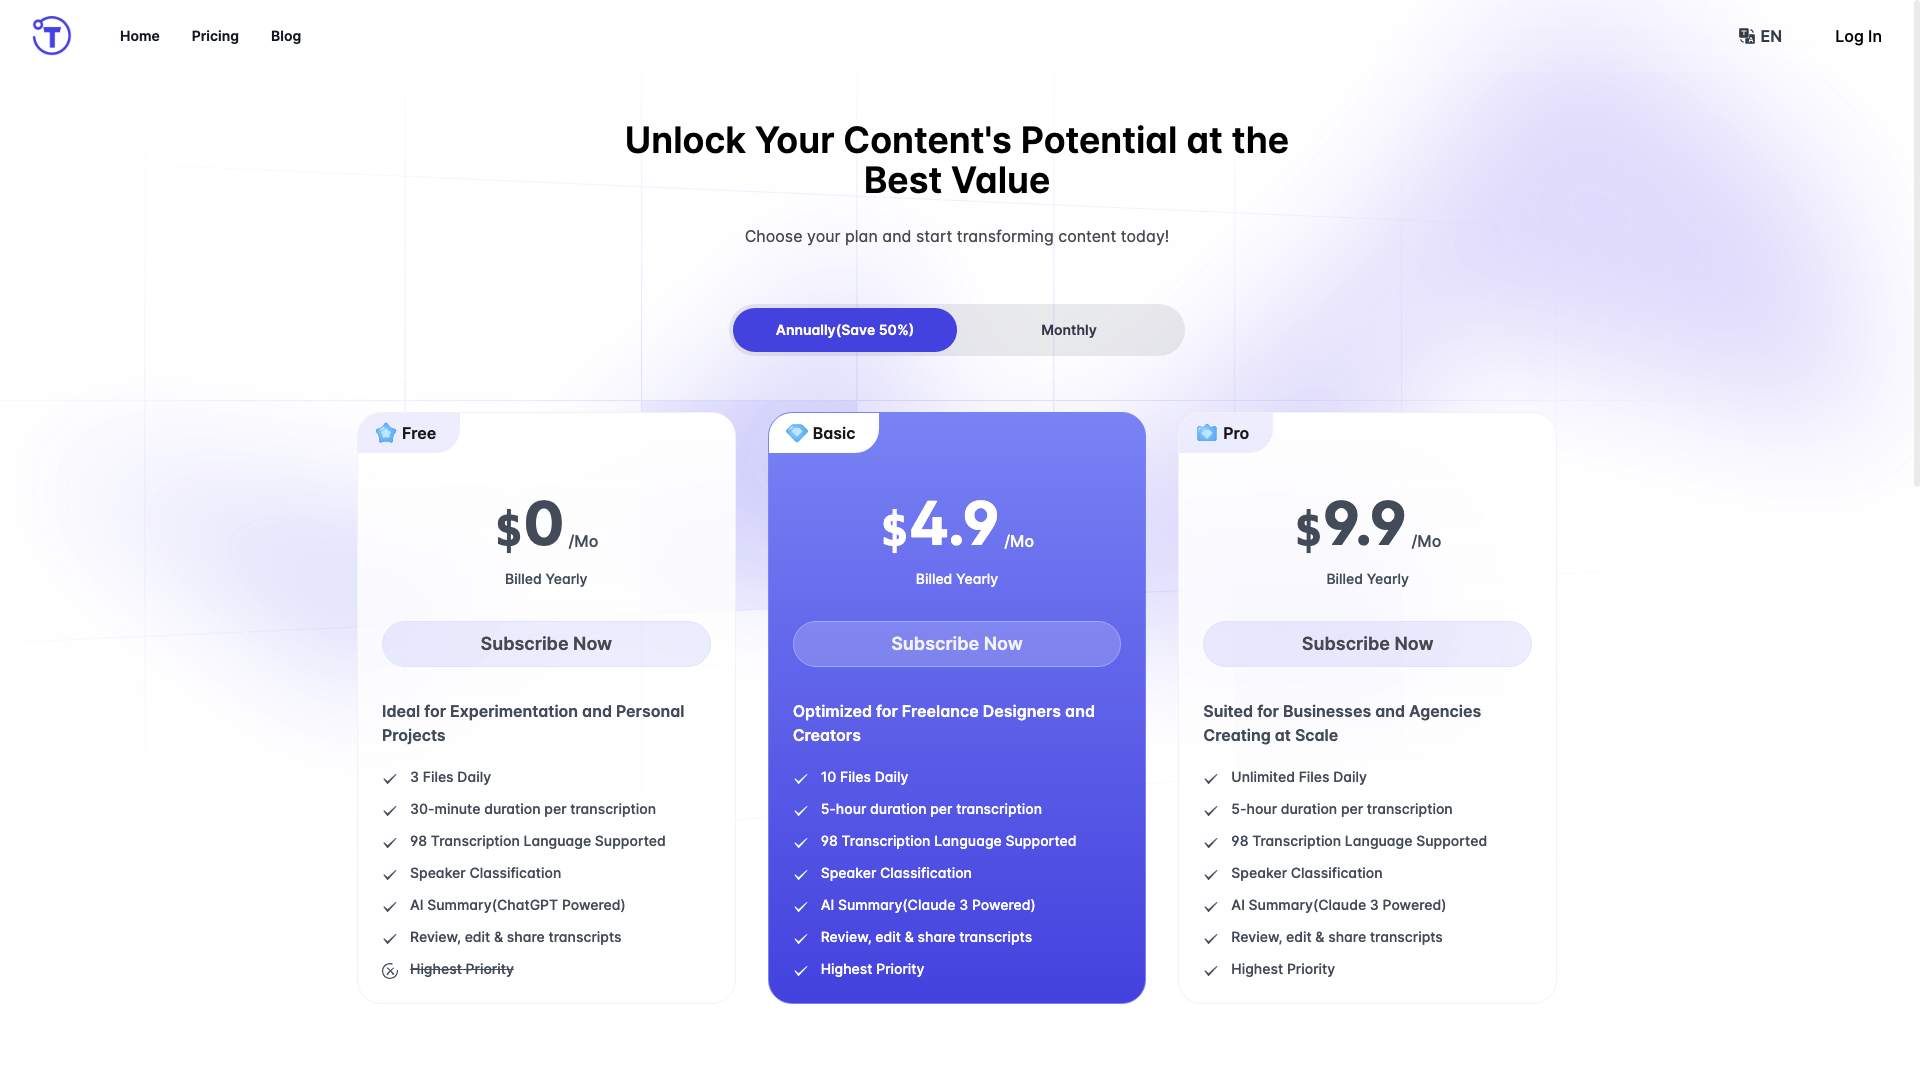 T
Home
Pricing
Blog
EN
Log In
Unlock Your Content's Potential at the
Best Value
Choose your plan and start transforming content today!
Annually(Save 50%)
Monthly
Free
$0 /Mo
Billed Yearly
Subscribe Now
Ideal for Experimentation and Personal
Projects
3 Files Daily
30-minute duration per transcription
98 Transcription Language Supported
Speaker Classification
AI Summary(ChatGPT Powered)
Review, edit & share transcripts
Highest Priority
Basic
$4.9 /Mo
Billed Yearly
Subscribe Now
Optimized for Freelance Designers and
Creators
10 Files Daily
5-hour duration per transcription
98 Transcription Language Supported
Speaker Classification
AI Summary(Claude 3 Powered)
Review, edit & share transcripts
Highest Priority
Pro
$9.9 /Mo
Billed Yearly
Subscribe Now
Suited for Businesses and Agencies
Creating at Scale
Unlimited Files Daily
5-hour duration per transcription
98 Transcription Language Supported
Speaker Classification
AI Summary(Claude 3 Powered)
Review, edit & share transcripts
Highest Priority